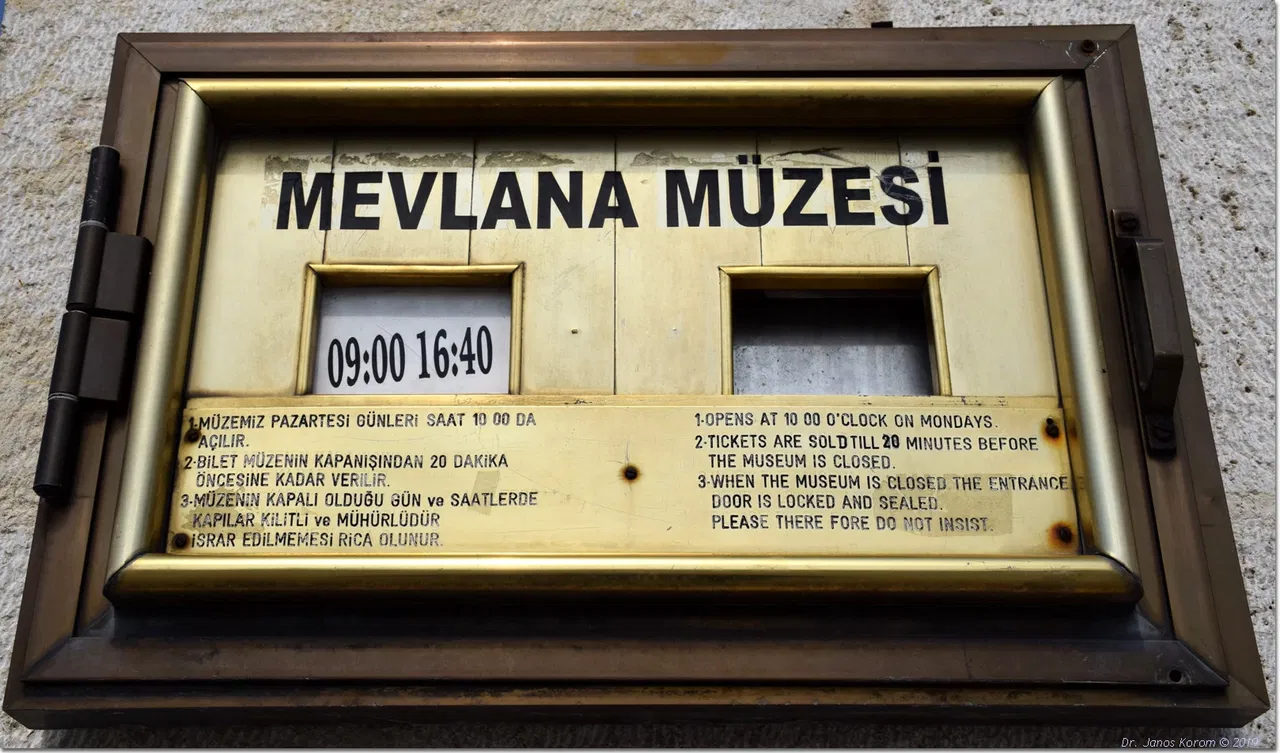 MEVLANA MÜZESİ
09:00 16:40
1-MÜZEMİZ PAZARTESİ GÜNLERİ SAAT 10 00 DA
AÇILIR.
2-BİLET MÜZENİN KAPANIŞINDAN 20 DAKİKA
ÖNCESİNE KADAR VERİLİR.
3-MÜZENİN KAPALI OLDUĞU GÜN ve SAATLERDE
KAPILAR KİLİTLİ ve MÜHÜRLÜDÜR
İSRAR EDİLMEMESİ RİCA OLUNUR.
1-OPENS AT 10 00 O'CLOCK ON MONDAYS.
2-TICKETS ARE SOLD TILL 20 MINUTES BEFORE
THE MUSEUM IS CLOSED.
3-WHEN THE MUSEUM IS CLOSED THE ENTRANCE
DOOR IS LOCKED AND SEALED.
PLEASE THERE FORE DO NOT INSIST.
Dr. Janos Korom © 2019